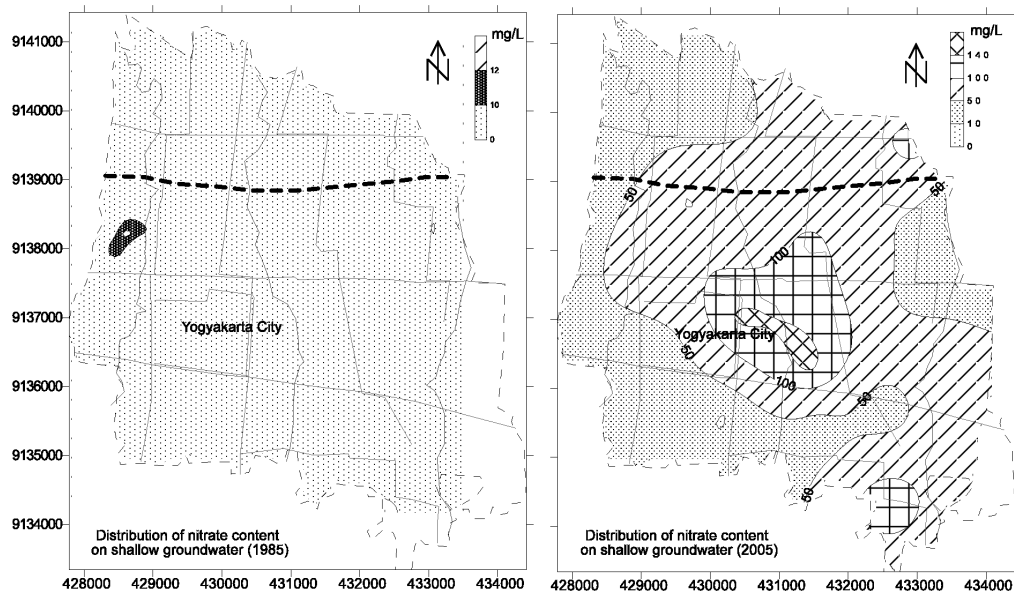 mg/L
12
10
0
N
9141000
9140000
9139000
9138000
9137000
9136000
9135000
9134000
Yogyakarta City
Distribution of nitrate content
on shallow groundwater (1985)
428000 429000 430000 431000 432000 433000 434000
mg/L
140
100
50
10
0
N
50
50
100
Yogyakarta City
50
100
50
50
Distribution of nitrate content
on shallow groundwater (2005)
428000 429000 430000 431000 432000 433000 434000